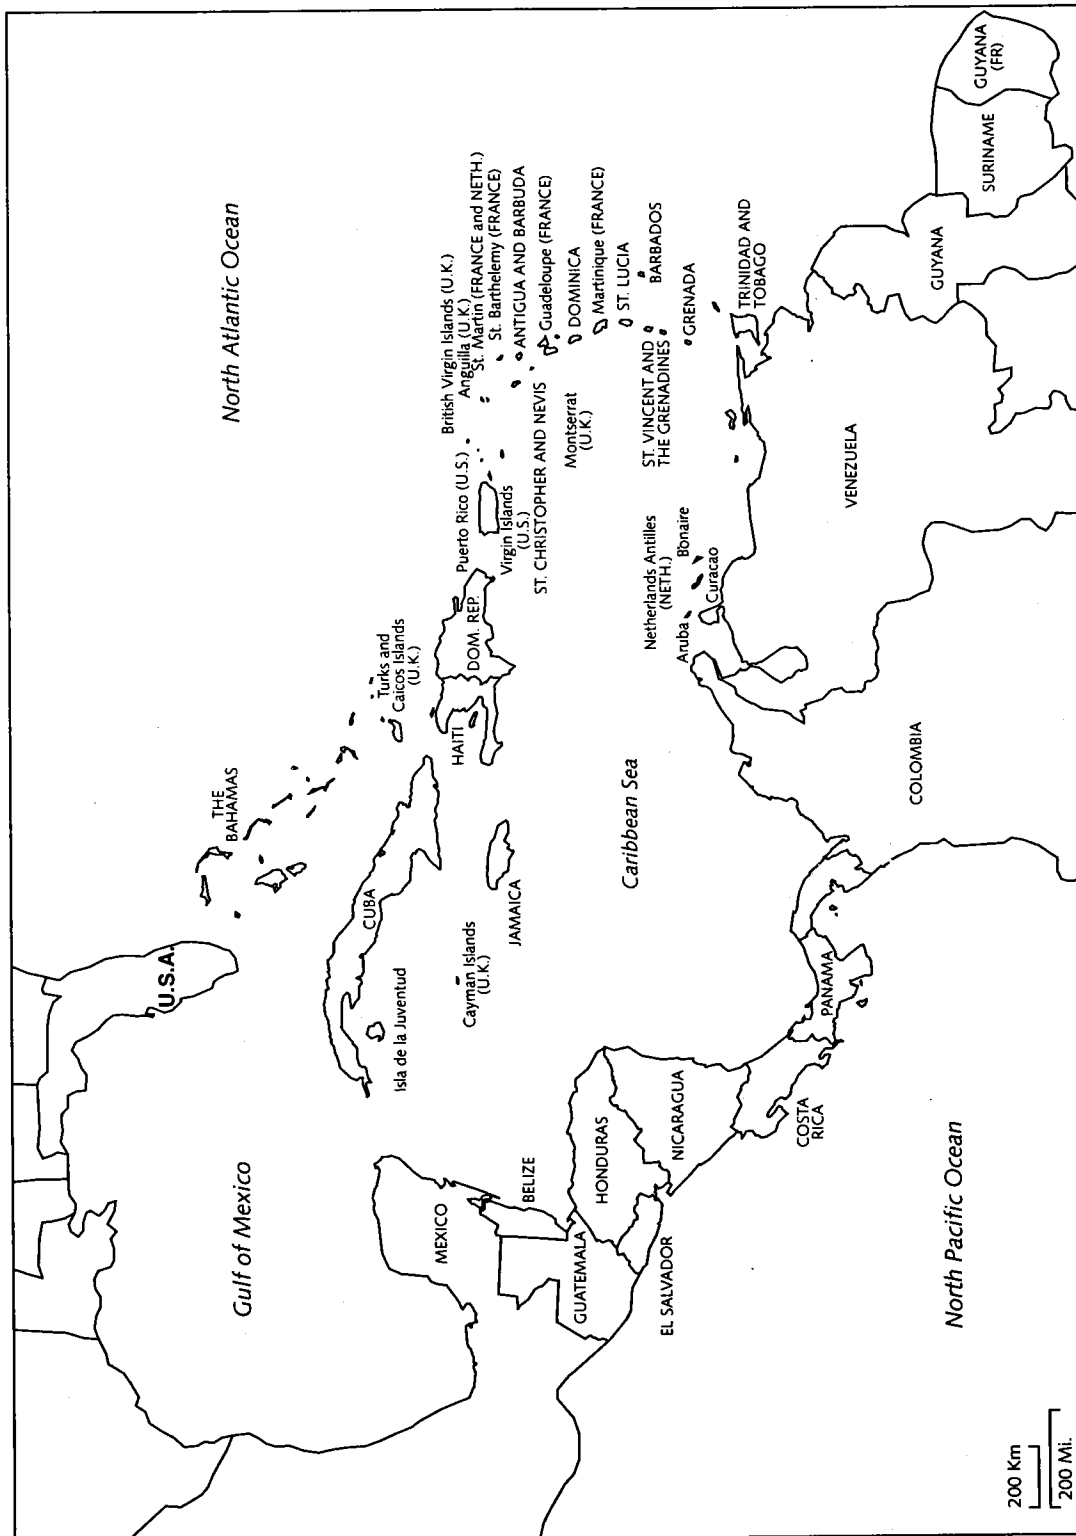 North Atlantic Ocean
Gulf of Mexico
U.S.A.
THE
BAHAMAS
Turks and
Caicos Islands
(U.K.)
CUBA
Isla de la Juventud
Cayman Islands
(U.K.)
JAMAICA
HAITI
DOM. REP.
Puerto Rico (U.S.)
Virgin Islands
(U.S.)
British Virgin Islands (U.K.)
Anguilla (U.K.)
St. Martin (FRANCE and NETH.)
St. Barthelemy (FRANCE)
ANTIGUA AND BARBUDA
ST. CHRISTOPHER AND NEVIS
Guadeloupe (FRANCE)
Montserrat
(U.K.)
DOMINICA
Martinique (FRANCE)
ST. LUCIA
ST. VINCENT AND
THE GRENADINES
BARBADOS
GRENADA
TRINIDAD AND
TOBAGO
Netherlands Antilles
(NETH.)
Aruba
Bonaire
Curacao
Caribbean Sea
MEXICO
BELIZE
GUATEMALA
HONDURAS
EL SALVADOR
NICARAGUA
COSTA
RICA
PANAMA
COLOMBIA
VENEZUELA
GUYANA
SURINAME
GUYANA
(FR)
North Pacific Ocean
200 Km
200 Mi.